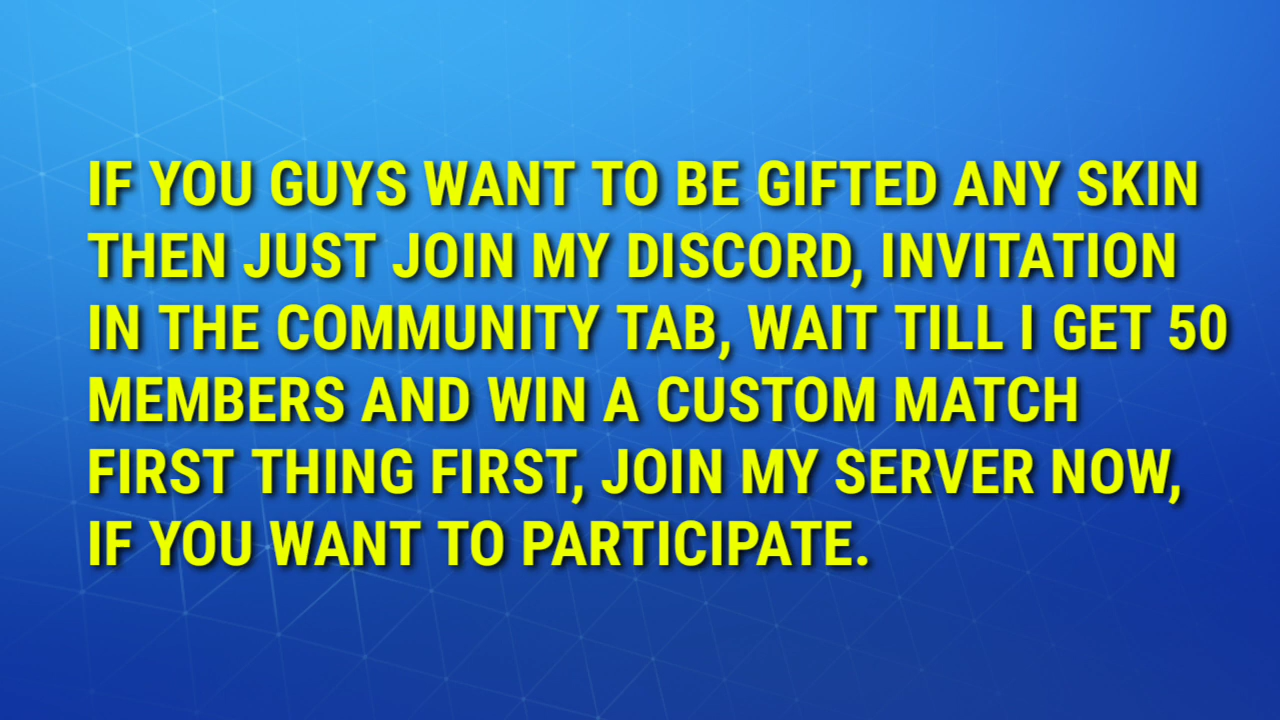 IF YOU GUYS WANT TO BE GIFTED ANY SKIN
THEN JUST JOIN MY DISCORD, INVITATION
IN THE COMMUNITY TAB, WAIT TILL I GET 50
MEMBERS AND WIN A CUSTOM MATCH
FIRST THING FIRST, JOIN MY SERVER NOW,
IF YOU WANT TO PARTICIPATE.